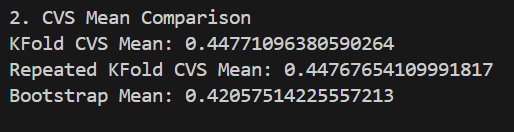 2. CVS Mean Comparison
KFold CVS Mean: 0.44771096380590264
Repeated KFold CVS Mean: 0.44767654109991817
Bootstrap Mean: 0.42057514225557213